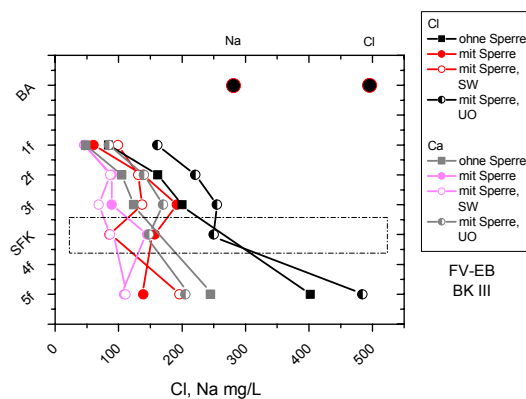 Na
Cl
BA
1f
2f
3f
SFK
4f
5f
0
100
200
300
400
500
Cl, Na mg/L
Cl
ohne Sperre
mit Sperre
mit Sperre,
SW
mit Sperre,
UO
Ca
ohne Sperre
mit Sperre
mit Sperre,
SW
mit Sperre,
UO
FV-EB
BK III